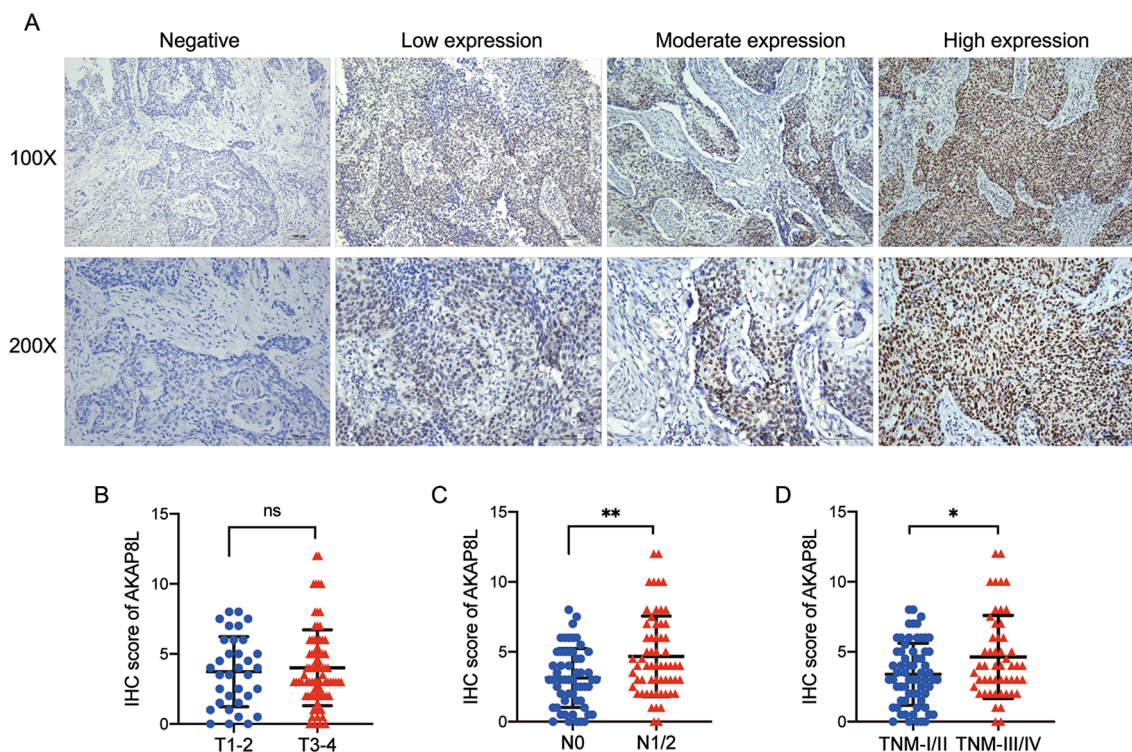 A
Negative
Low expression
Moderate expression
High expression
100X
200X
B
ns
IHC score of AKAP8L
15
10
5
0
T1-2
T3-4
C
**
IHC score of AKAP8L
15
10
5
0
N0
N1/2
D
*
IHC score of AKAP8L
15
10
5
0
TNM-I/II
TNM-III/IV